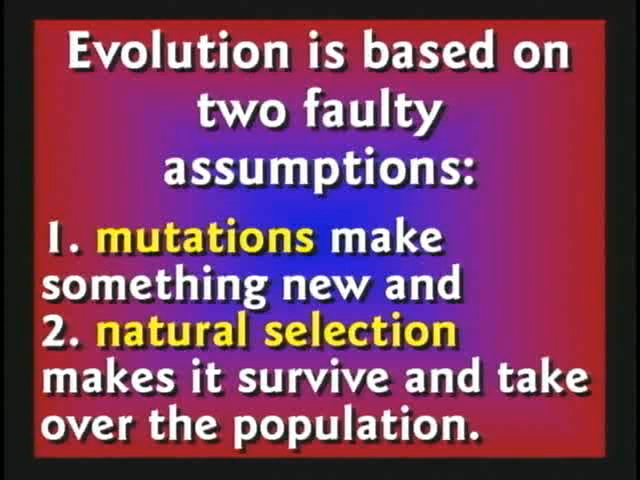 Evolution is based on
two faulty
assumptions:
1. mutations make
something new and
2. natural selection
makes it survive and take
over the population.